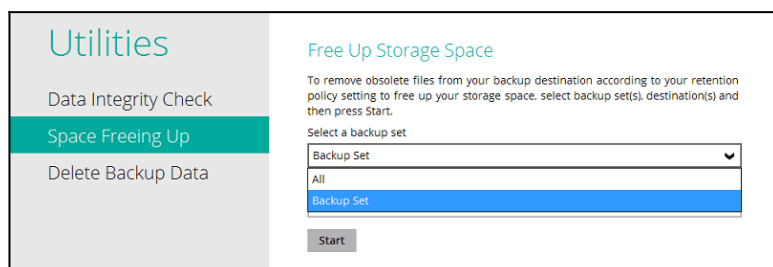 Utilities
Data Integrity Check
Space Freeing Up
Delete Backup Data
Free Up Storage Space
To remove obsolete files from your backup destination according to your retention
policy setting to free up your storage space, select backup set(s), destination(s) and
then press Start.
Select a backup set
Backup Set
All
Backup Set
Start